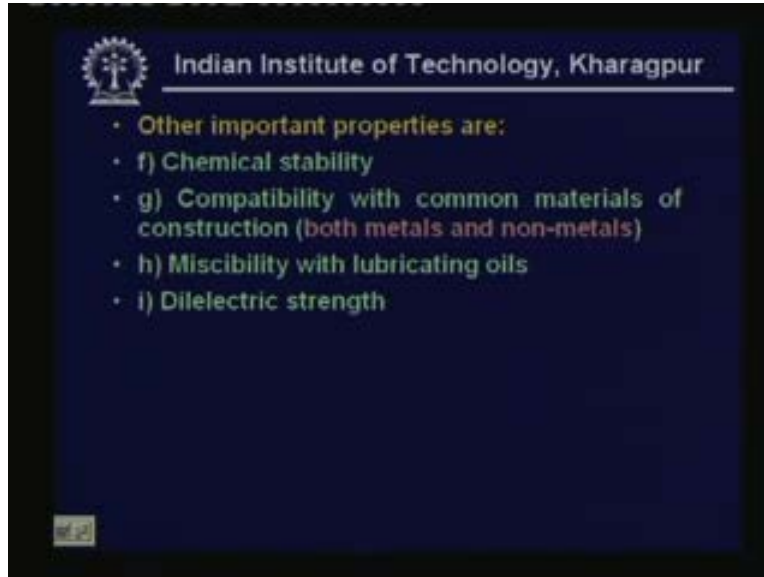 Indian Institute of Technology, Kharagpur
• Other important properties are:
• f) Chemical stability
• g) Compatibility with common materials of
construction (both metals and non-metals)
• h) Miscibility with lubricating oils
• i) Dilelectric strength